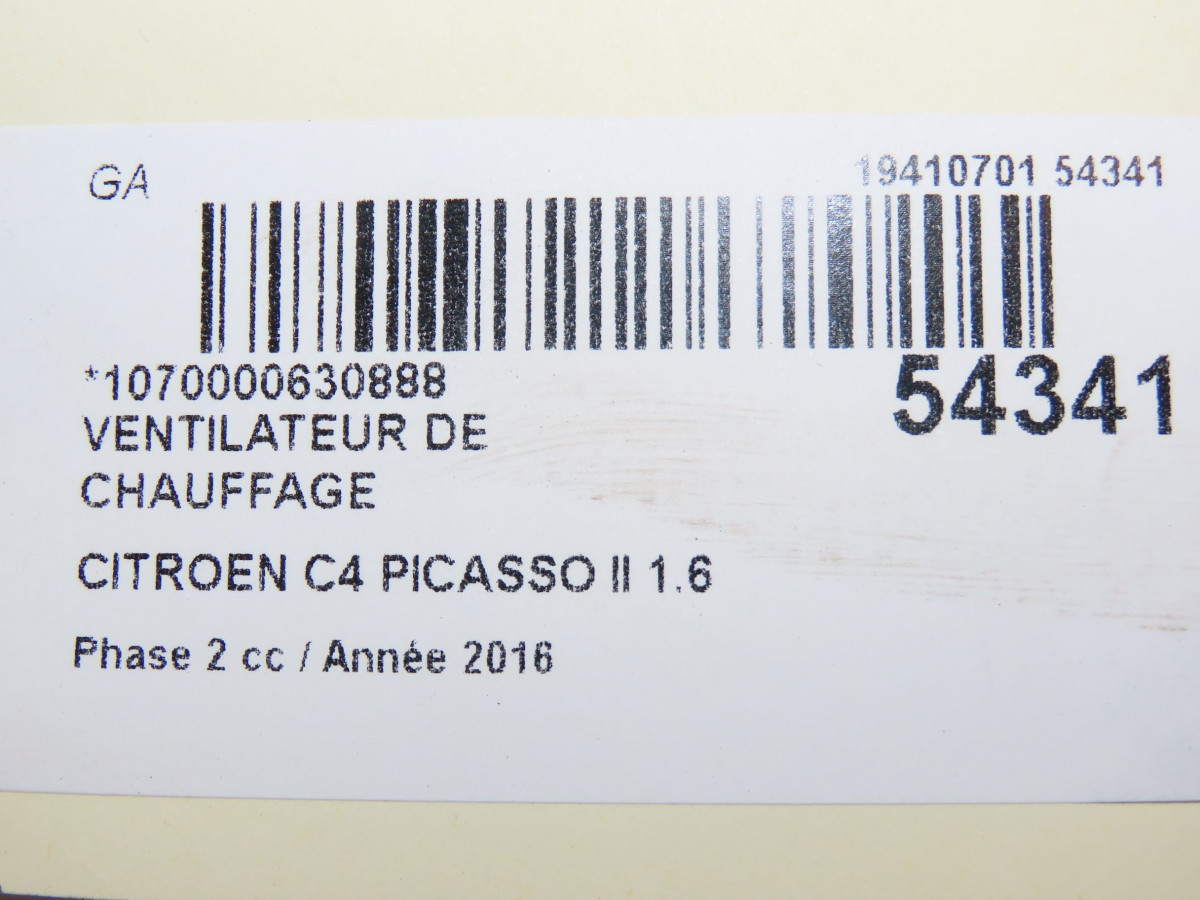 GA
19410701 54341
*1070000630888
54341
VENTILATEUR DE
CHAUFFAGE
CITROEN C4 PICASSO II 1.6
Phase 2 cc / Année 2016